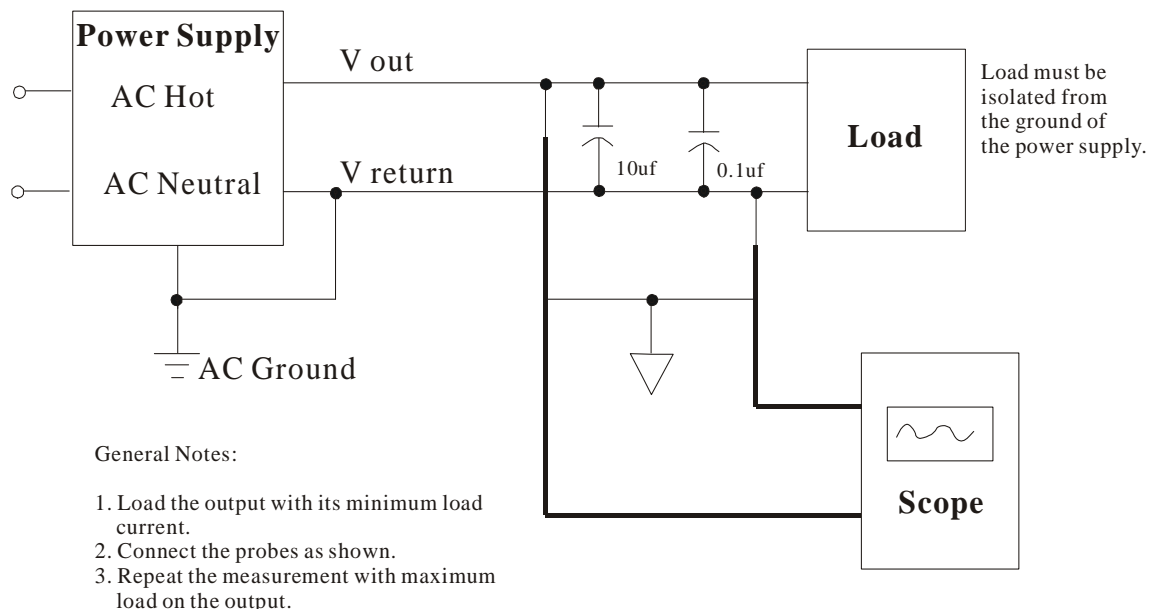 Power Supply
V out
AC Hot
AC Neutral
V return
10uf
0.1uf
Load
Load must be
isolated from
the ground of
the power supply.
AC Ground
Scope
General Notes:
1. Load the output with its minimum load
current.
2. Connect the probes as shown.
3. Repeat the measurement with maximum
load on the output.